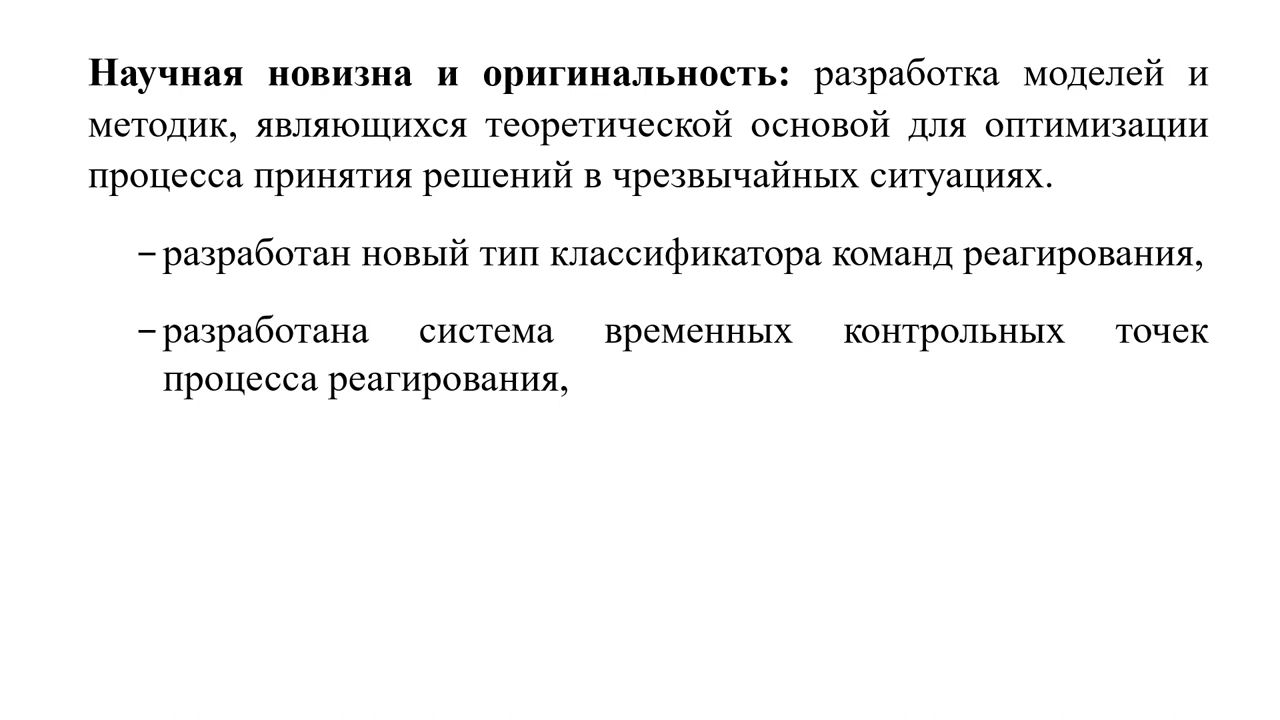 Научная новизна и оригинальность: разработка моделей и
методик, являющихся теоретической основой для оптимизации
процесса принятия решений в чрезвычайных ситуациях.
− разработан новый тип классификатора команд реагирования,
− разработана система временных контрольных точек
процесса реагирования,